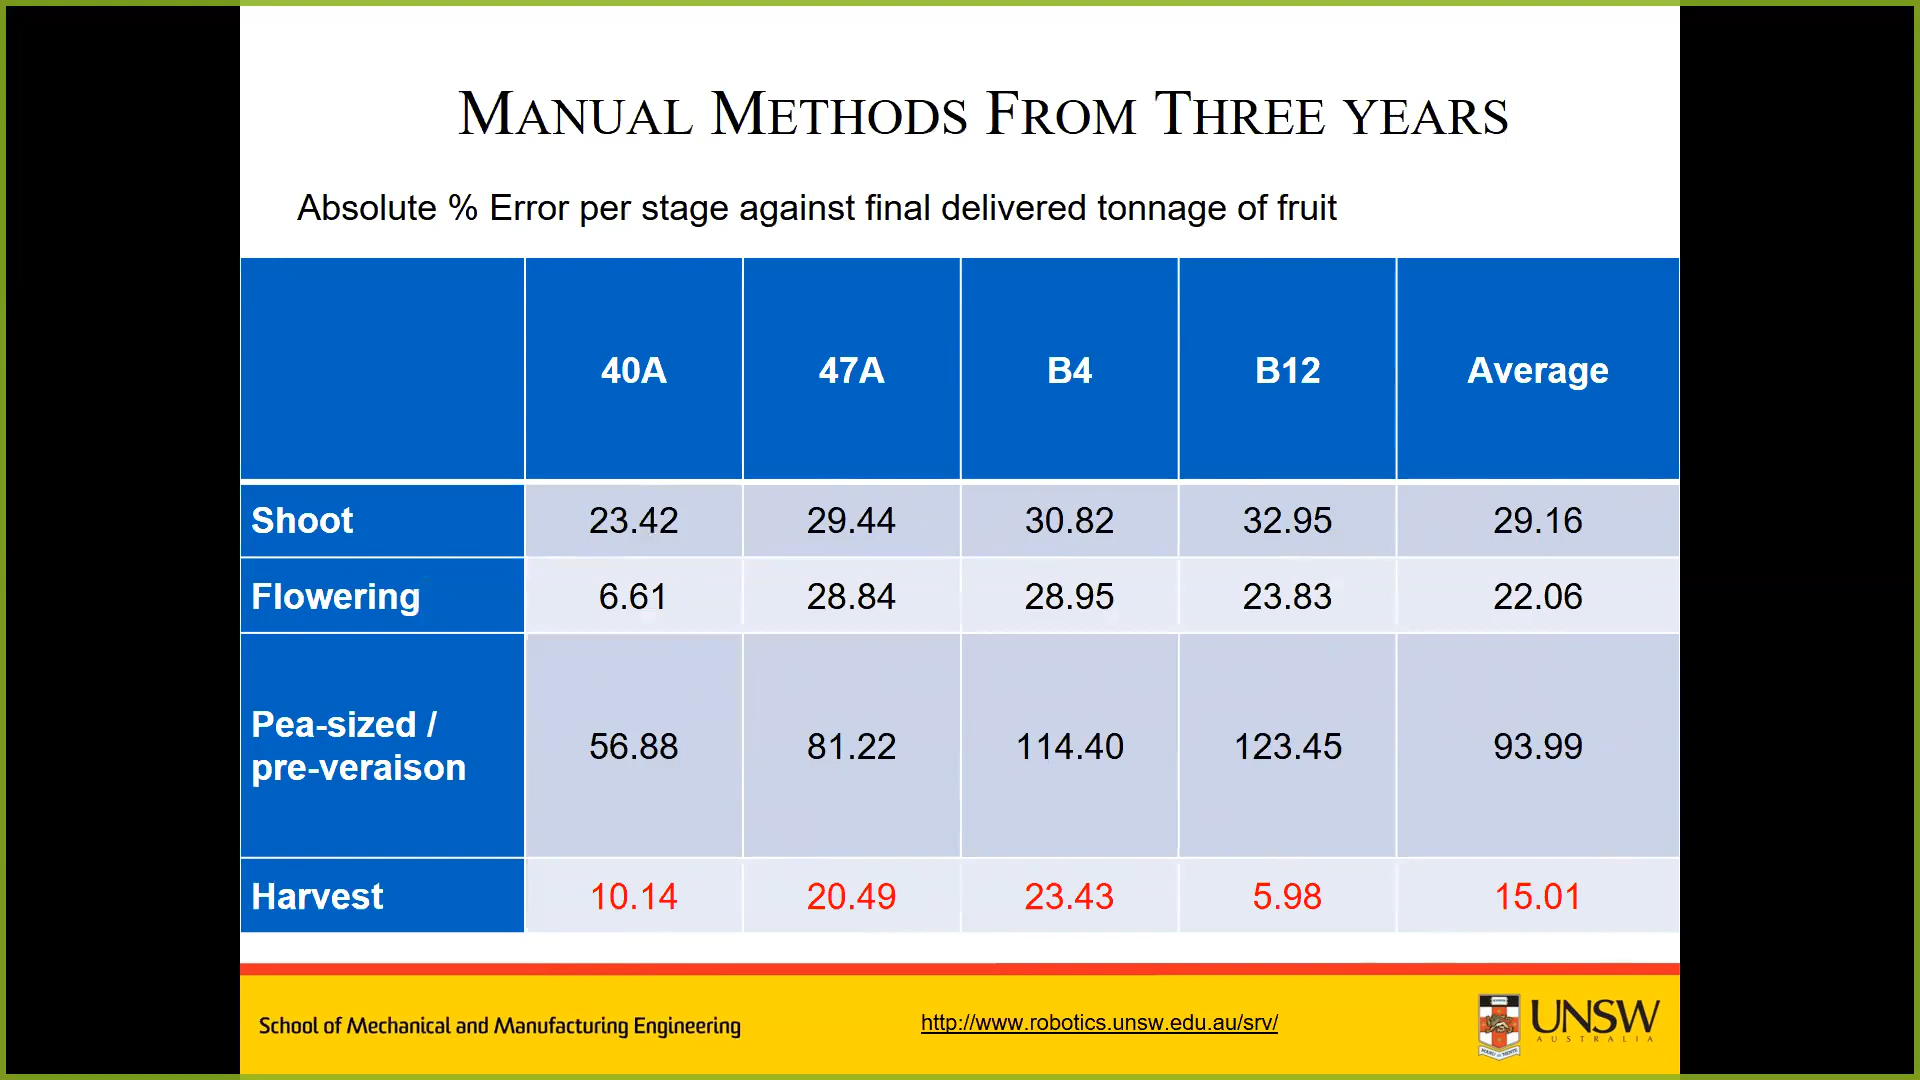 MANUAL METHODS FROM THREE YEARS
Absolute % Error per stage against final delivered tonnage of fruit
40A 47A B4 B12 Average
Shoot 23.42 29.44 30.82 32.95 29.16
Flowering 6.61 28.84 28.95 23.83 22.06
Pea-sized /
pre-veraison 56.88 81.22 114.40 123.45 93.99
Harvest 10.14 20.49 23.43 5.98 15.01
School of Mechanical and Manufacturing Engineering
http://www.robotics.unsw.edu.au/srv/
UNSW
AUSTRALIA